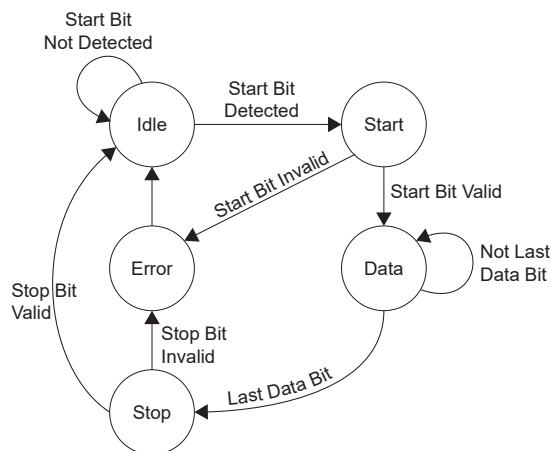 Start Bit
Not Detected
Start Bit
Detected
Idle
Start
Start Bit Invalid
Start Bit Valid
Error
Data
Not Last
Data Bit
Stop Bit
Valid
Stop Bit
Invalid
Last Data Bit
Stop